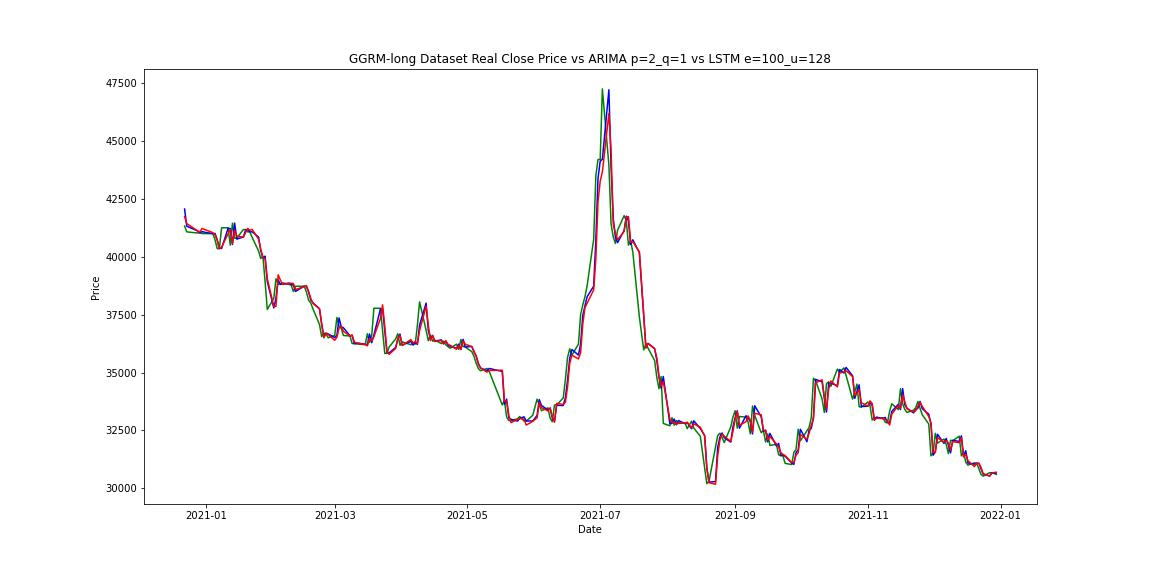 GGRM-long Dataset Real Close Price vs ARIMA p=2_q=1 vs LSTM e=100_u=128
47500
45000
42500
40000
37500
35000
32500
30000
Price
2021-01 2021-03 2021-05 2021-07 2021-09 2021-11 2022-01
Date